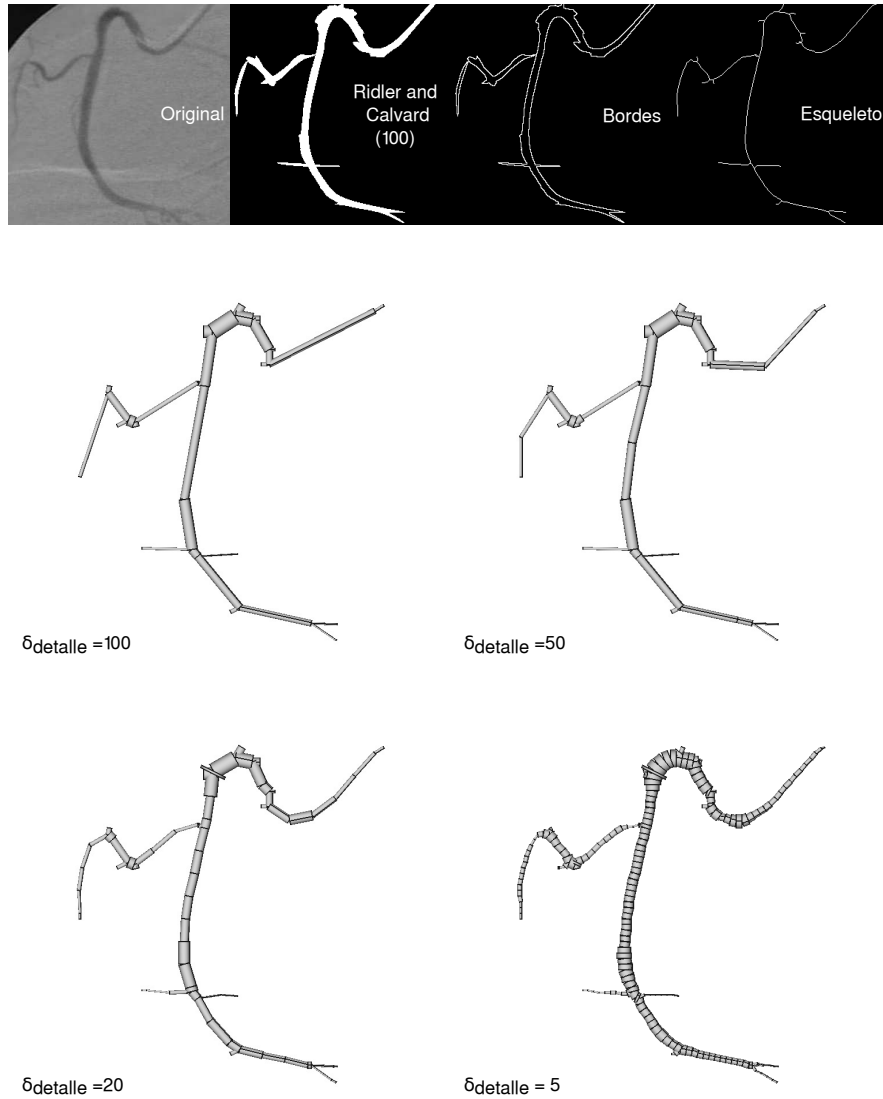 Original
Ridler and
Calvard
(100)
Bordes
Esqueleto
δdetalle =100
δdetalle =50
δdetalle =20
δdetalle = 5